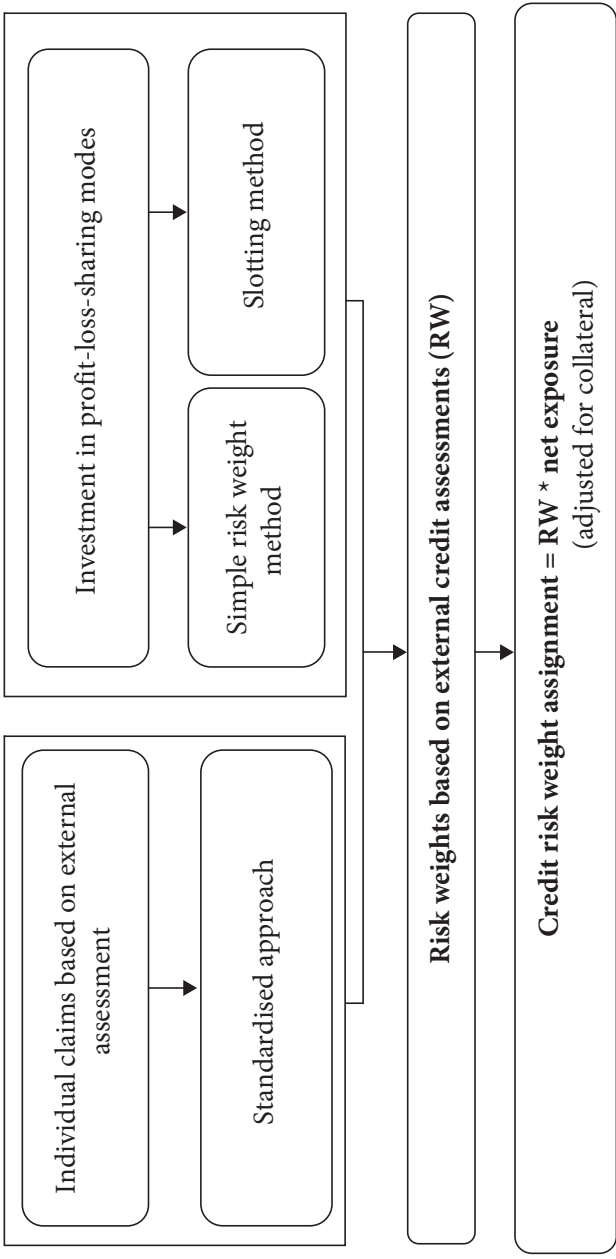 Individual claims based on external
assessment
Standardised approach
Investment in profit-loss-sharing modes
Simple risk weight
method
Slotting method
Risk weights based on external credit assessments (RW)
Credit risk weight assignment = RW * net exposure
(adjusted for collateral)